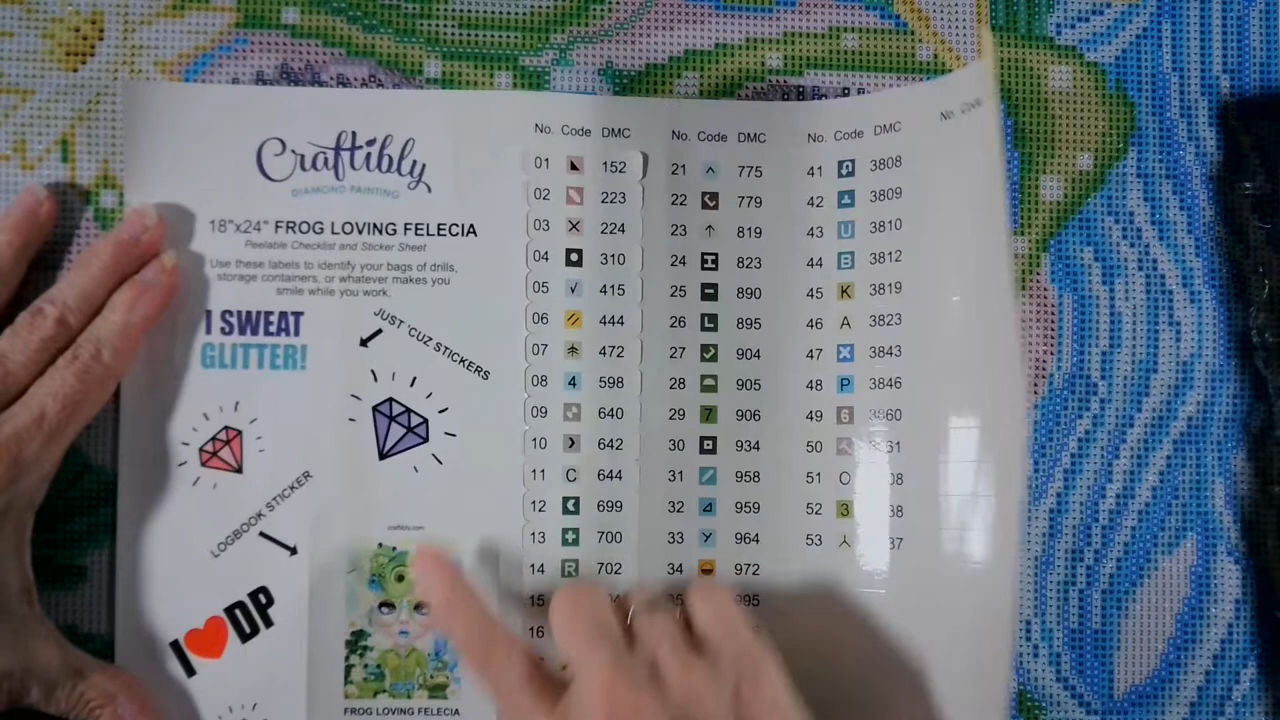 Craftibly
DIAMOND PAINTING
18"x24" FROG LOVING FELECIA
Peelable Checklist and Sticker Sheet
Use these labels to identify your bags of drills,
storage containers, or whatever makes you
smile while you work.
I SWEAT
GLITTER!
JUST 'CUZ STICKERS
LOGBOOK STICKER
I ❤ DP
craftibly.com
FROG LOVING FELECIA
No. Code DMC
01 152
02 223
03 × 224
04 310
05 √ 415
06 444
07 472
08 4 598
09 640
10 642
11 C 644
12 699
13 700
14 R 702
15
16
No. Code DMC
21 ^ 775
22 779
23 ↑ 819
24 823
25 890
26 L 895
27 904
28 905
29 7 906
30 934
31 958
32 959
33 Y 964
34 972
No. Code DMC
41 3808
42 3809
43 U 3810
44 B 3812
45 K 3819
46 A 3823
47 3843
48 P 3846
49 6 3860
50
51 O
52 3
53
No. Code